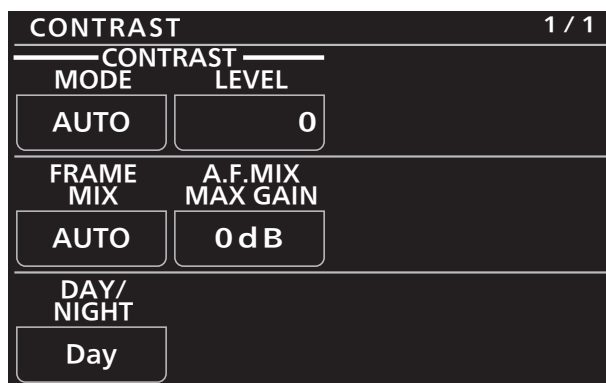 CONTRAST 1/1
CONTRAST
MODE LEVEL
AUTO 0
FRAME MIX A.F.MIX MAX GAIN
AUTO 0dB
DAY/
NIGHT
Day